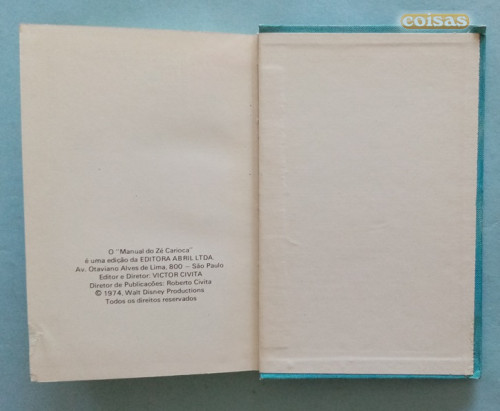 coisas
O "Manual do Zé Carioca"
é uma edição da EDITORA ABRIL LTDA.
Av. Otaviano Alves de Lima, 800 – São Paulo
Editor e Diretor: VICTOR CIVITA
Diretor de Publicações: Roberto Civita
© 1974, Walt Disney Productions
Todos os direitos reservados